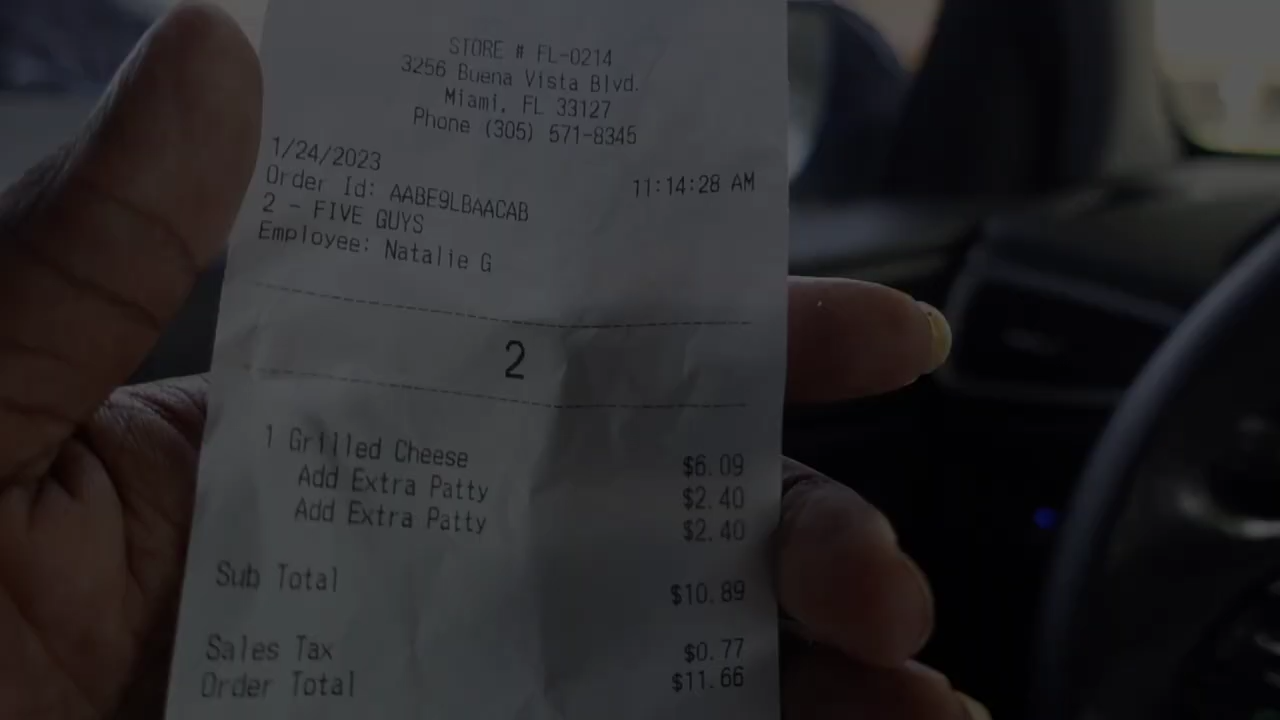 STORE # FL-0214
3256 Buena Vista Blvd.
Miami, FL 33127
Phone (305) 571-8345
1/24/2023 11:14:28 AM
Order Id: AABE9LBAACAB
2 - FIVE GUYS
Employee: Natalie G
2
1 Grilled Cheese $6.09
Add Extra Patty $2.40
Add Extra Patty $2.40
Sub Total $10.89
Sales Tax $0.77
Order Total $11.66